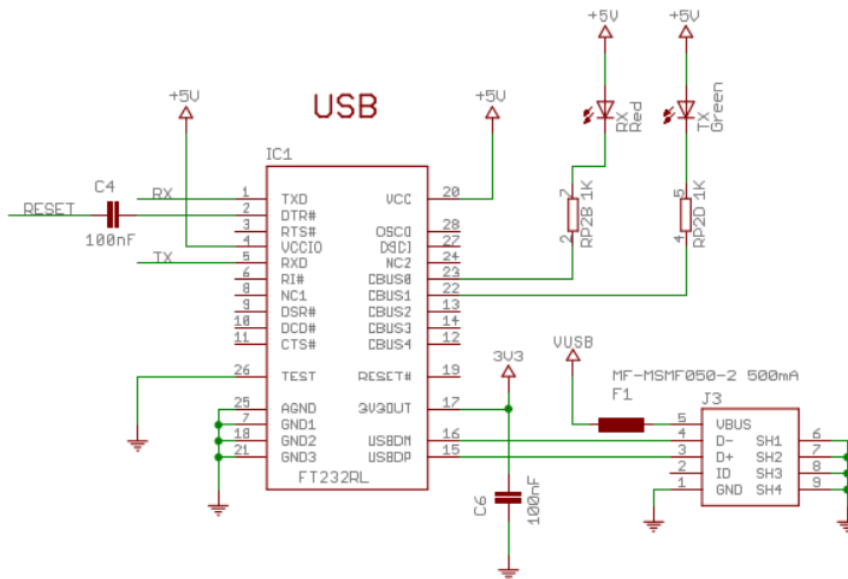 +5V
+5V
+5V
USB
+5V
RX
Red
TX
Green
IC1
C4
100nF
RESET
RX
TX
1
2
3
4
5
6
8
9
10
11
26
25
7
18
21
TXD
DTR#
RTS#
VCCIO
RXD
RI#
NC1
DSR#
DCD#
CTS#
TEST
AGND
GND1
GND2
GND3
VCC
OSCO
OSCI
NC2
CBUS0
CBUS1
CBUS2
CBUS3
CBUS4
RESET#
3V3OUT
USBDM
USBDP
20
28
27
24
23
22
13
14
12
19
17
16
15
FT232RL
7
2
RP2B 1K
5
4
RP2D 1K
3V3
C6
100nF
VUSB
MF-MSMF050-2 500mA
F1
J3
5
4
3
2
1
VBUS
D-
D+
ID
GND
SH1
SH2
SH3
SH4
6
7
8
9